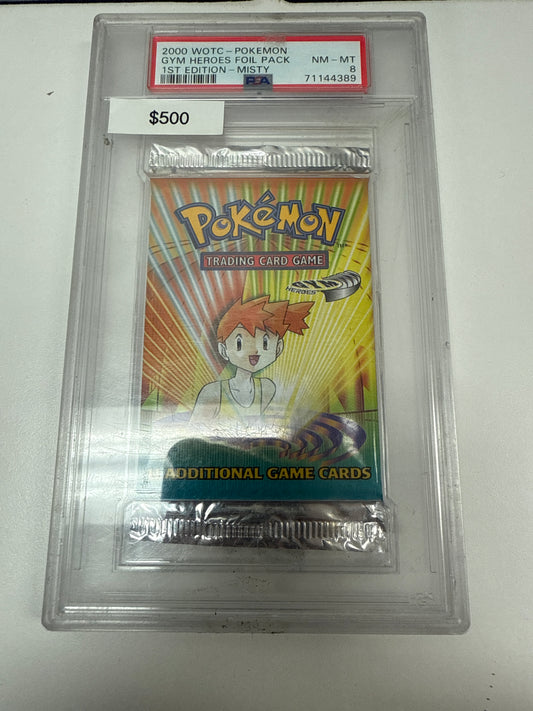 2000 WOTC - POKEMON
GYM HEROES FOIL PACK NM - MT
1ST EDITION - MISTY 8
PSA 71144389
$500
POKéMON
TRADING CARD GAME
GYM
HEROES
ADDITIONAL GAME CARDS